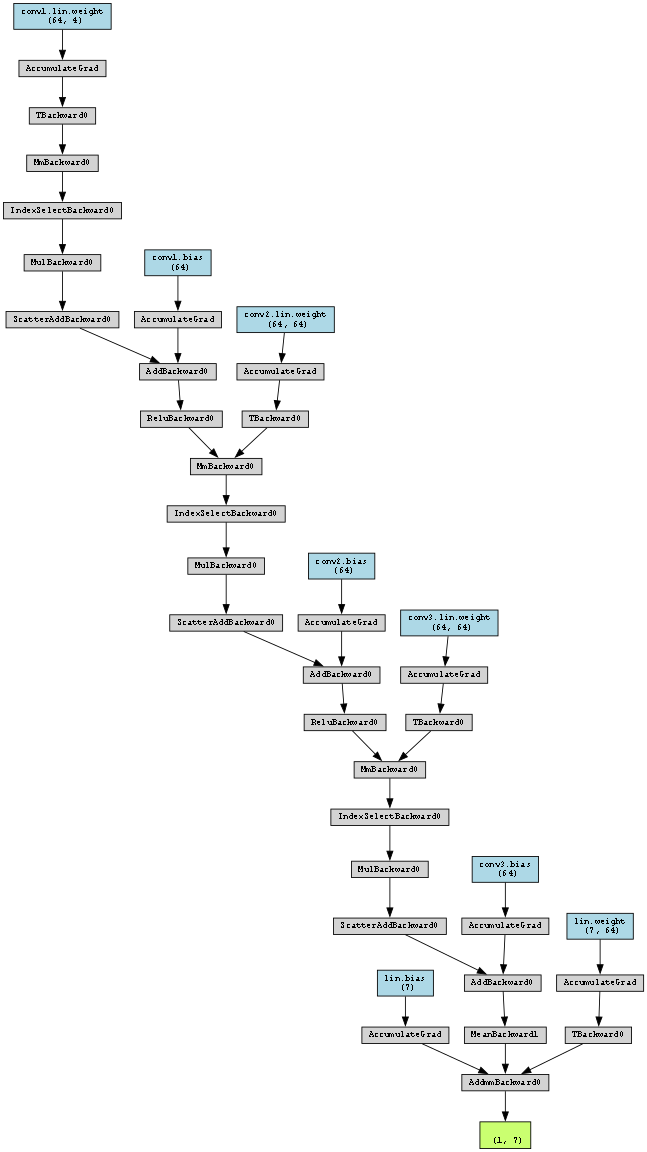 conv1.lin.weight
(64, 4)
AccumulateGrad
TBackward0
MmBackward0
IndexSelectBackward0
MulBackward0
conv1.bias
(64)
ScatterAddBackward0
AccumulateGrad
conv2.lin.weight
(64, 64)
AddBackward0
AccumulateGrad
ReluBackward0
TBackward0
MmBackward0
IndexSelectBackward0
MulBackward0
conv2.bias
(64)
ScatterAddBackward0
AccumulateGrad
conv3.lin.weight
(64, 64)
AddBackward0
AccumulateGrad
ReluBackward0
TBackward0
MmBackward0
IndexSelectBackward0
MulBackward0
conv3.bias
(64)
ScatterAddBackward0
AccumulateGrad
lin.weight
(7, 64)
lin.bias
(7)
AddBackward0
AccumulateGrad
AccumulateGrad
MeanBackward1
TBackward0
AddmmBackward0
(1, 7)